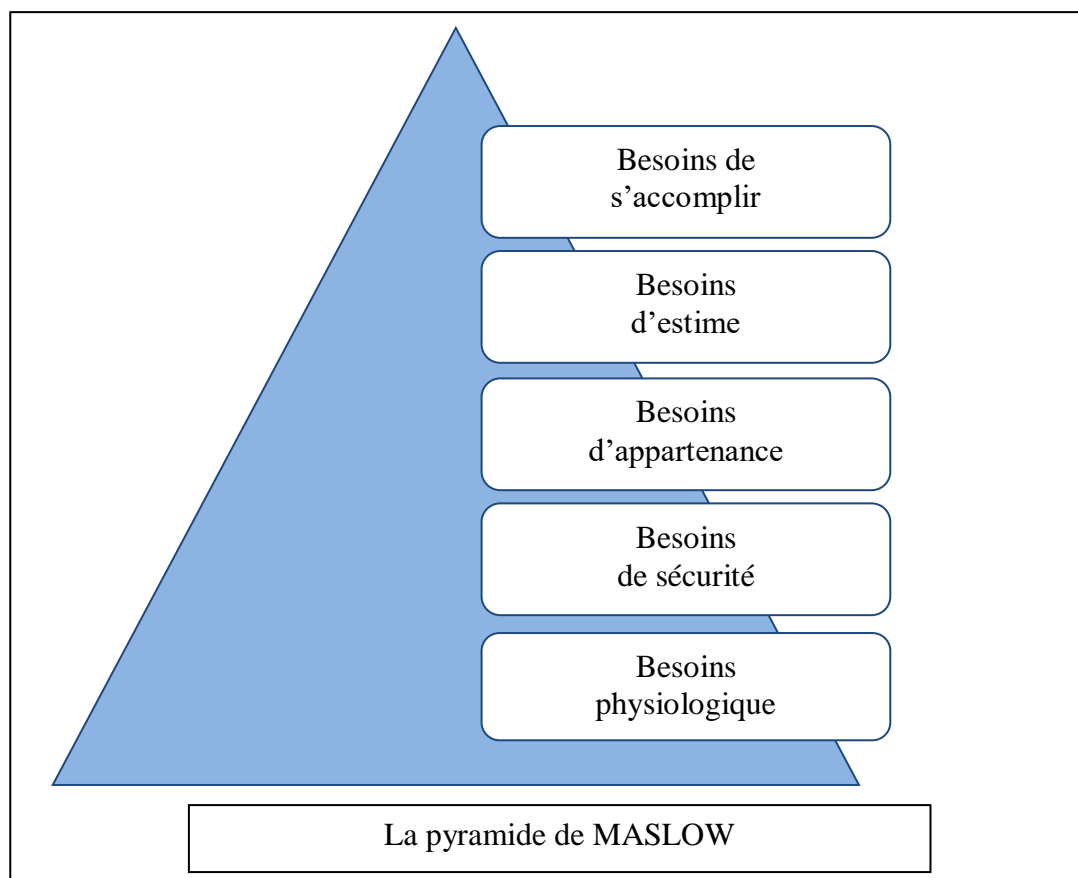 Besoins de
s’accomplir
Besoins
d’estime
Besoins
d’appartenance
Besoins
de sécurité
Besoins
physiologique
La pyramide de MASLOW